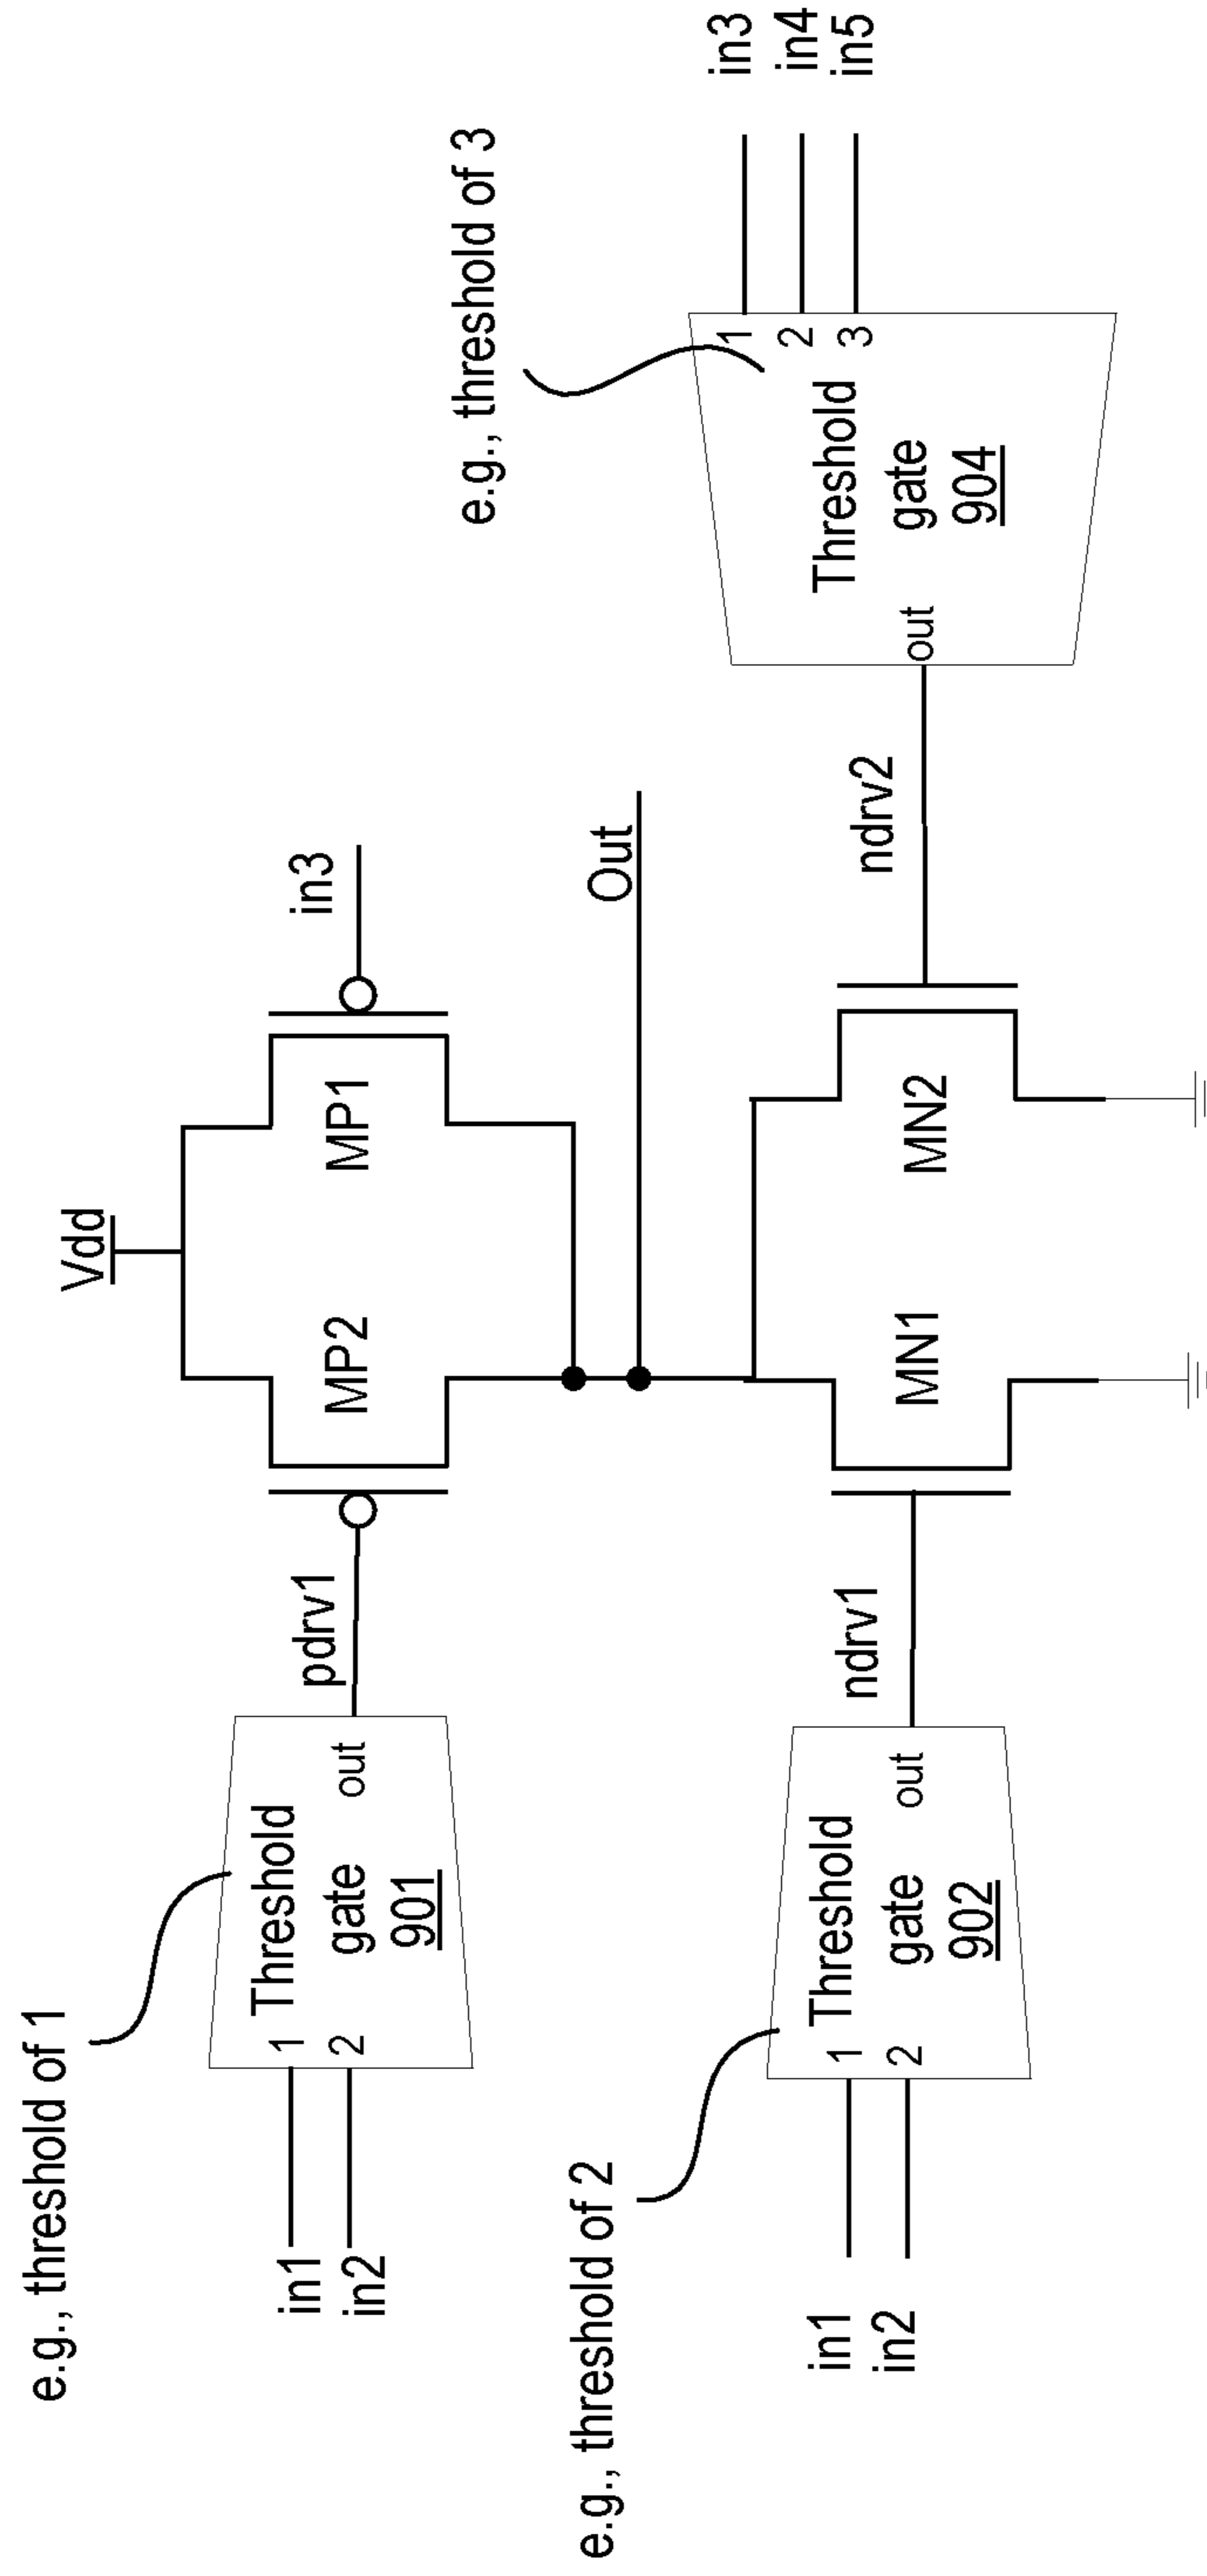 e.g., threshold of 1
in1
in2
1
2
Threshold
gate
901
out
pdrv1
Vdd
MP2
MP1
in3
Out
e.g., threshold of 2
in1
in2
1
2
Threshold
gate
902
out
ndrv1
MN1
MN2
ndrv2
e.g., threshold of 3
out
Threshold
gate
904
1
2
3
in3
in4
in5